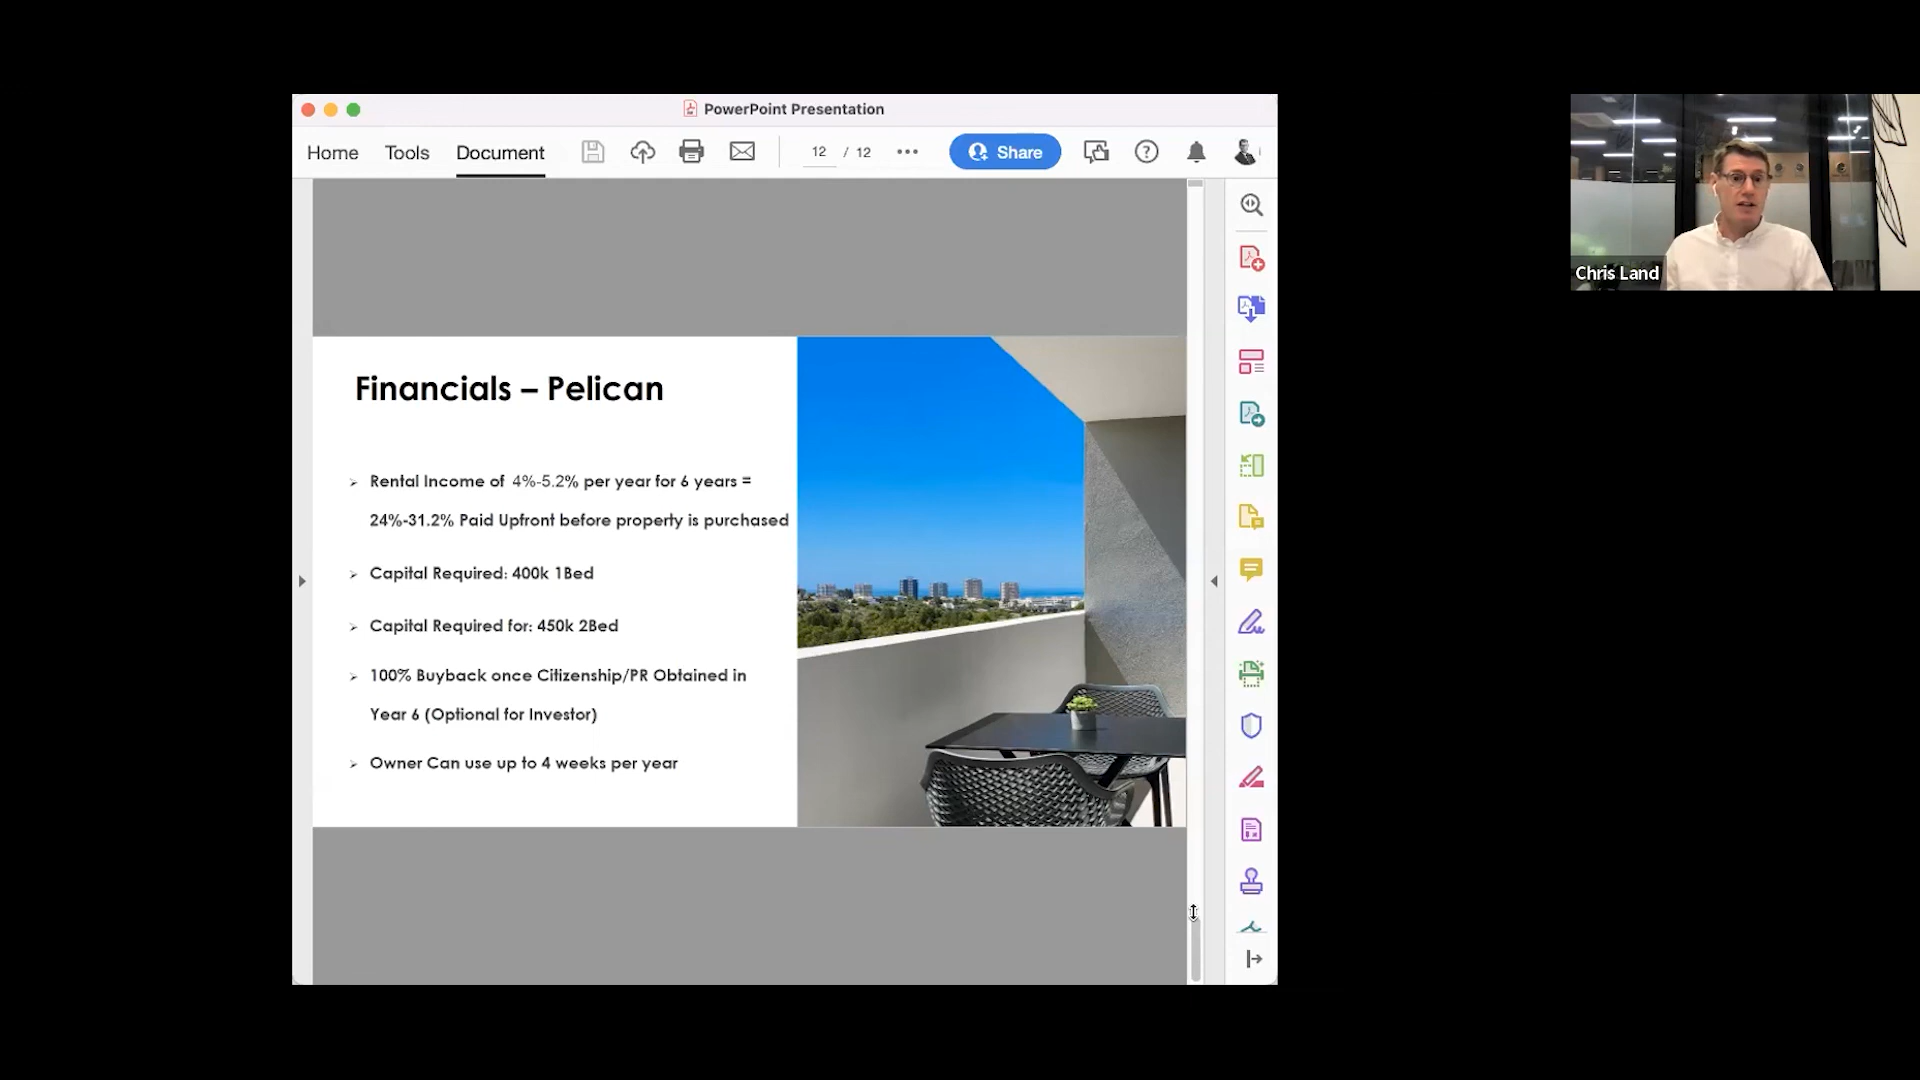 PowerPoint Presentation
Home Tools Document 12 / 12 Share
Financials – Pelican
Rental Income of 4%-5.2% per year for 6 years =
24%-31.2% Paid Upfront before property is purchased
Capital Required: 400k 1Bed
Capital Required for: 450k 2Bed
100% Buyback once Citizenship/PR Obtained in
Year 6 (Optional for Investor)
Owner Can use up to 4 weeks per year
Chris Land